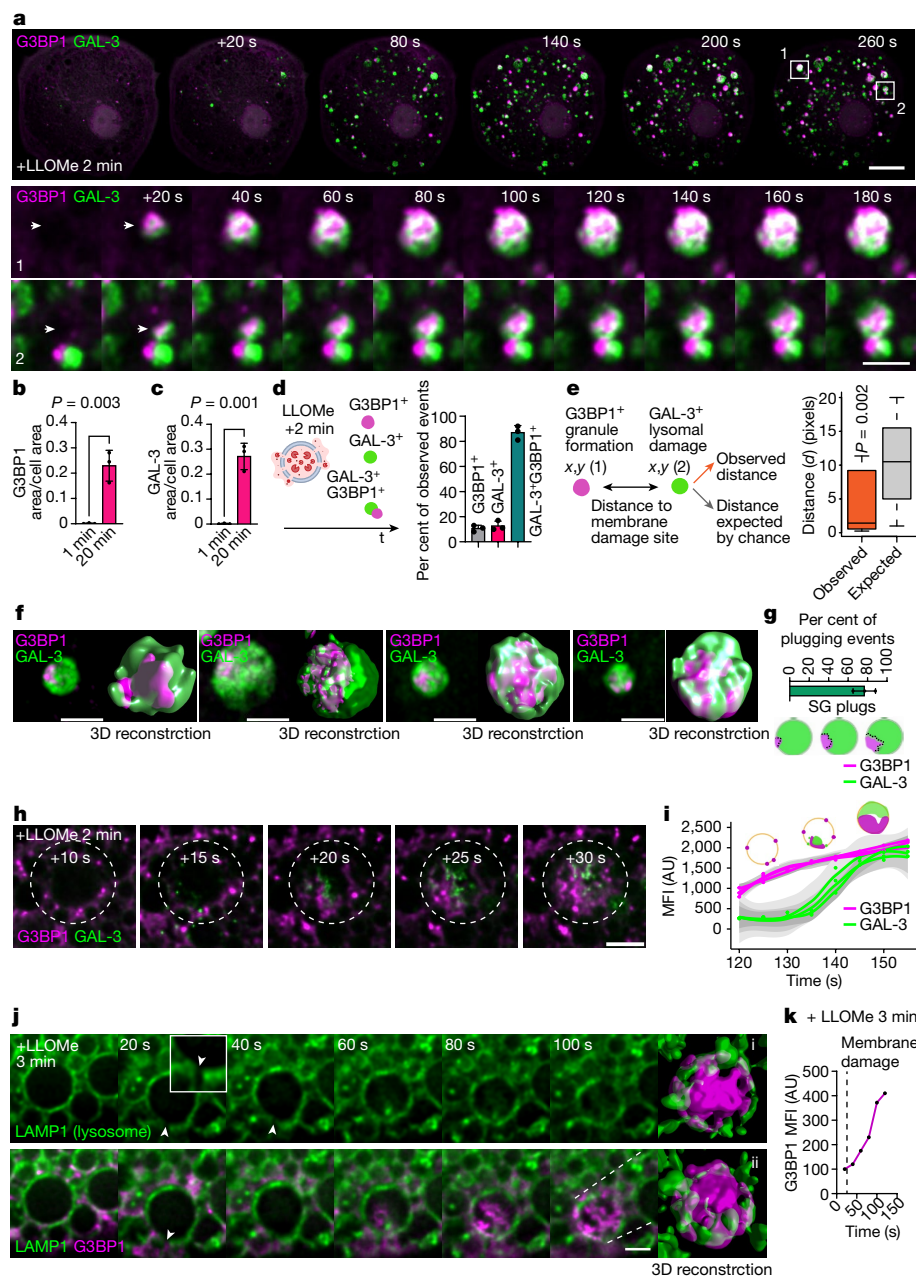 a
G3BP1 GAL-3
+20 s
80 s
140 s
200 s
260 s
1
2
+LLOMe 2 min
G3BP1 GAL-3
+20 s
40 s
60 s
80 s
100 s
120 s
140 s
160 s
180 s
1
2
b
P = 0.003
G3BP1
area/cell area
0.4
0.3
0.2
0.1
0
1 min
20 min
c
P = 0.001
GAL-3
area/cell area
0.4
0.3
0.2
0.1
0
1 min
20 min
d
LLOMe
+2 min
G3BP1+
GAL-3+
GAL-3+
G3BP1+
t
Per cent of observed events
100
80
60
40
20
0
G3BP1+
GAL-3+
GAL-3+G3BP1+
e
G3BP1+
granule
formation
x,y (1)
GAL-3+
lysosomal
damage
x,y (2)
Observed
distance
Distance to
membrane
damage site
Distance
expected
by chance
Distance (d) (pixels)
20
15
10
5
0
P = 0.002
Observed
Expected
f
G3BP1
GAL-3
G3BP1
GAL-3
G3BP1
GAL-3
G3BP1
GAL-3
3D reconstrction
3D reconstrction
3D reconstrction
3D reconstrction
g
Per cent of
plugging events
0
20
40
60
80
100
SG plugs
G3BP1
GAL-3
h
+LLOMe 2 min
+10 s
+15 s
+20 s
+25 s
+30 s
G3BP1 GAL-3
i
MFI (AU)
2,500
2,000
1,500
1,000
500
0
G3BP1
GAL-3
120
130
140
150
Time (s)
j
+LLOMe
3 min
20 s
40 s
60 s
80 s
100 s
i
LAMP1 (lysosome)
ii
LAMP1 G3BP1
3D reconstrction
k
+ LLOMe 3 min
Membrane
damage
G3BP1 MFI (AU)
500
400
300
200
100
0
0
50
100
150
Time (s)